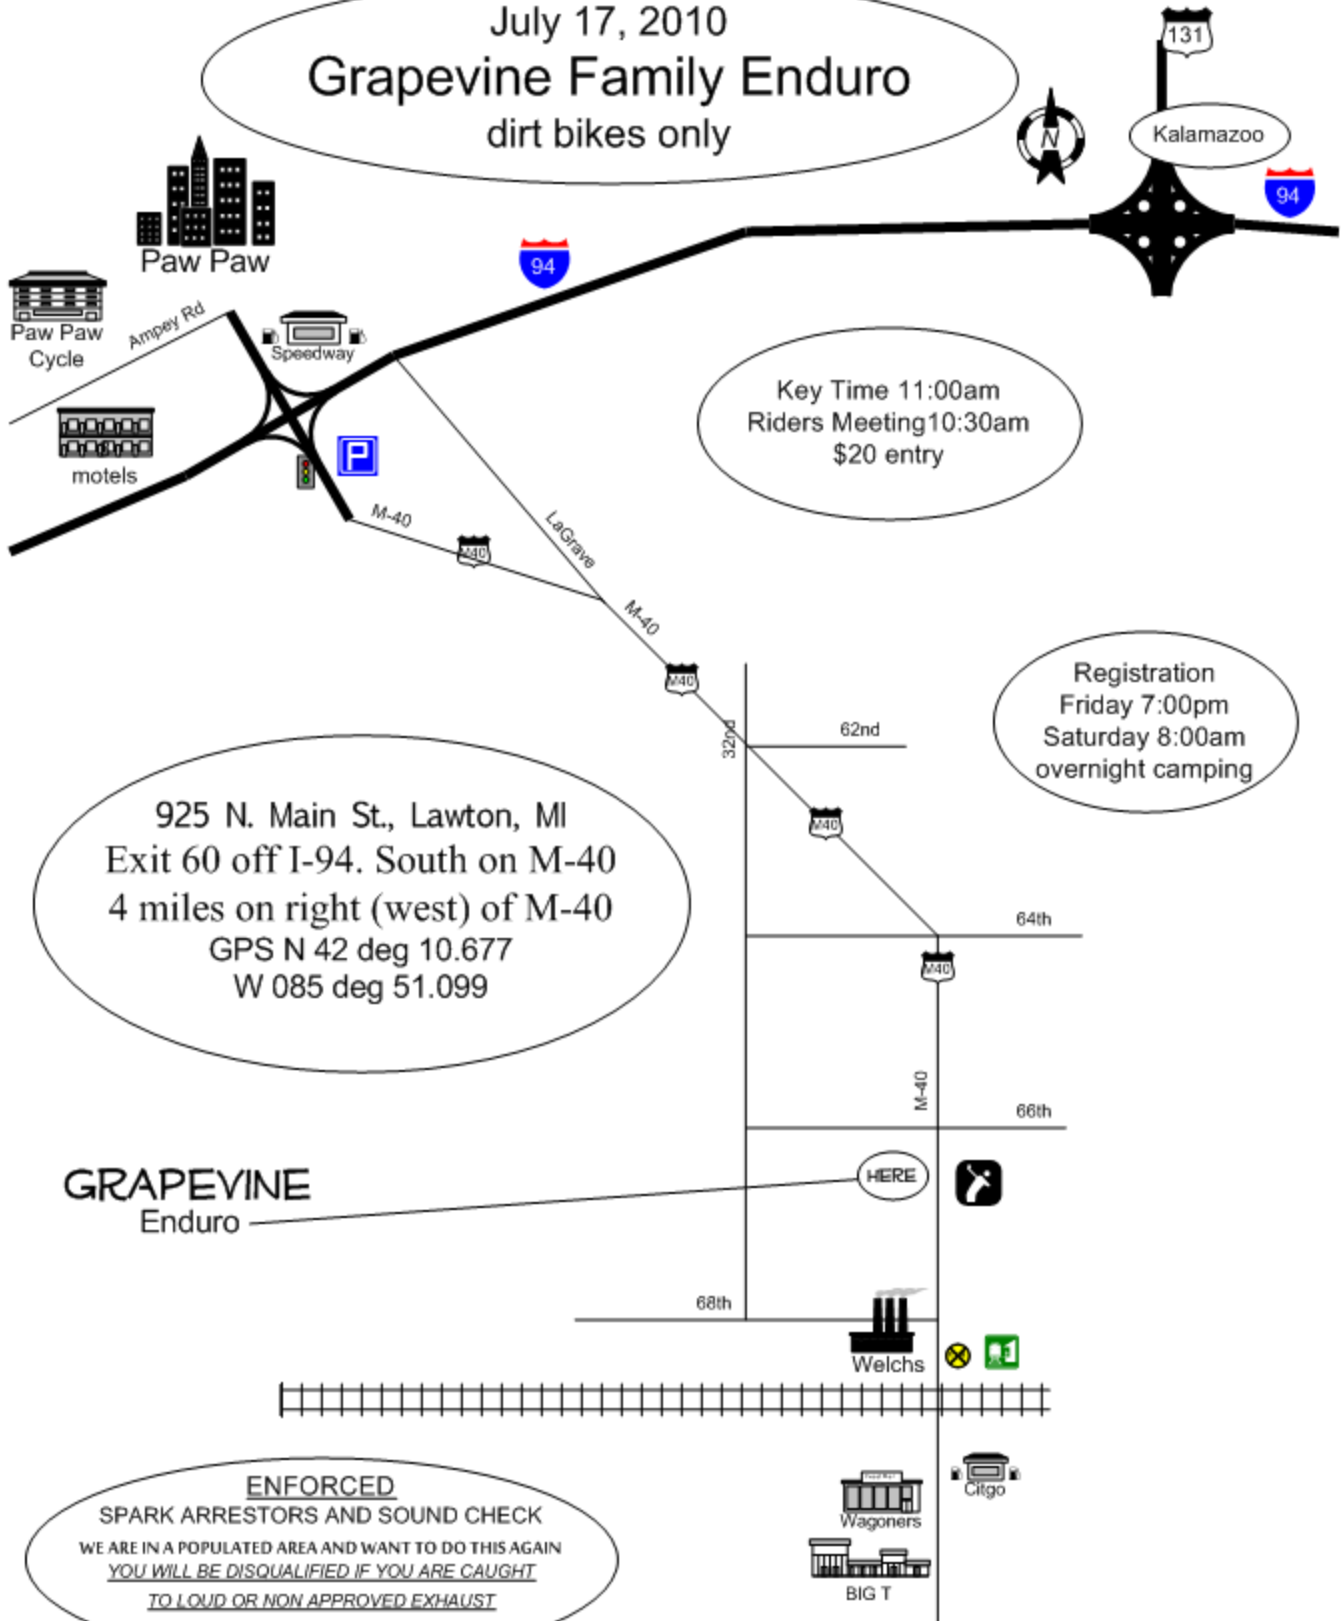 July 17, 2010
Grapevine Family Enduro
dirt bikes only
131
N
Kalamazoo
94
94
Paw Paw
Paw Paw
Cycle
Ampey Rd
Speedway
motels
P
Key Time 11:00am
Riders Meeting10:30am
$20 entry
M-40
M40
LaGrave
M-40
M40
32nd
62nd
Registration
Friday 7:00pm
Saturday 8:00am
overnight camping
M40
925 N. Main St., Lawton, MI
Exit 60 off I-94. South on M-40
4 miles on right (west) of M-40
GPS N 42 deg 10.677
W 085 deg 51.099
64th
M40
M-40
66th
GRAPEVINE
Enduro
HERE
68th
Welchs
ENFORCED
SPARK ARRESTORS AND SOUND CHECK
WE ARE IN A POPULATED AREA AND WANT TO DO THIS AGAIN
YOU WILL BE DISQUALIFIED IF YOU ARE CAUGHT
TO LOUD OR NON APPROVED EXHAUST
Citgo
Wagoners
BIG T